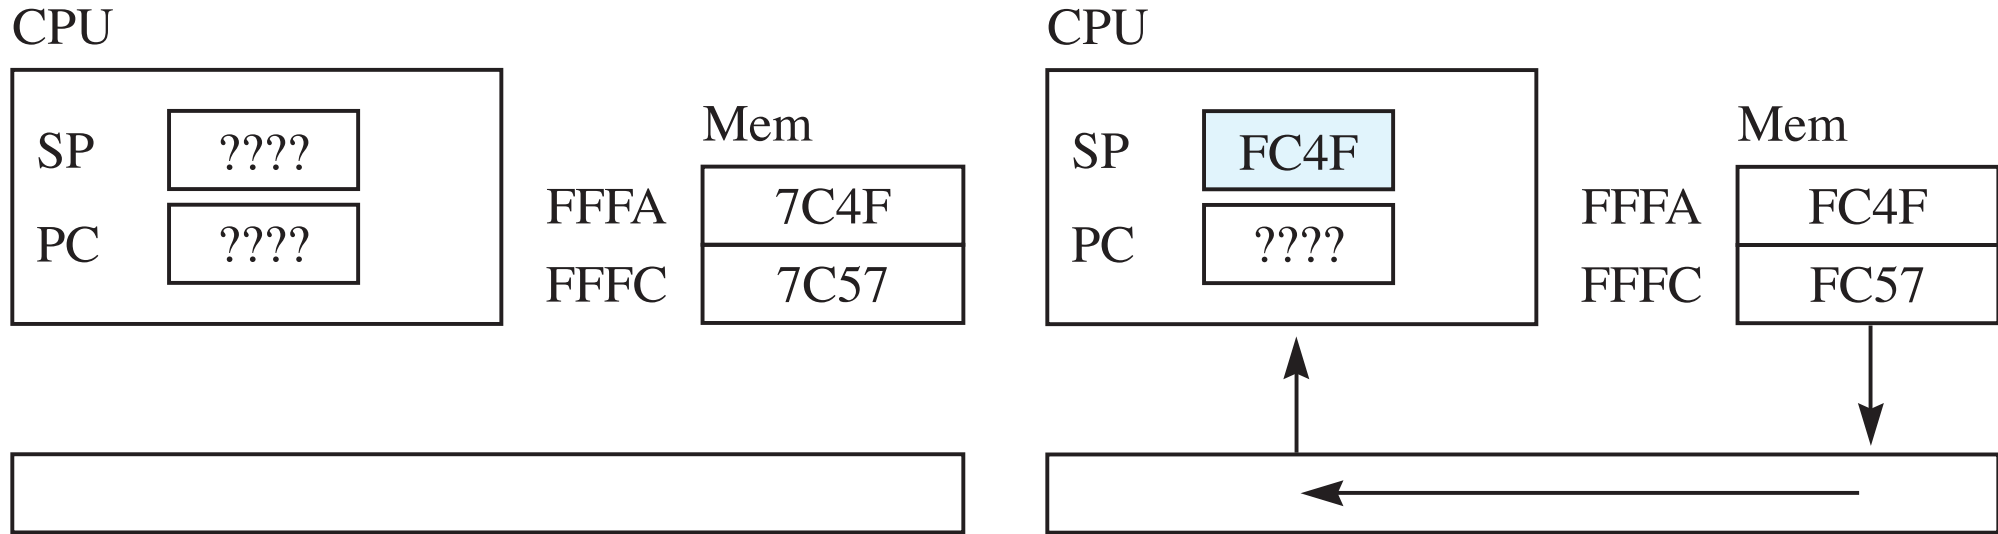 CPU
SP ????
PC ????
Mem
FFFA 7C4F
FFFC 7C57
CPU
SP FC4F
PC ????
Mem
FFFA FC4F
FFFC FC57